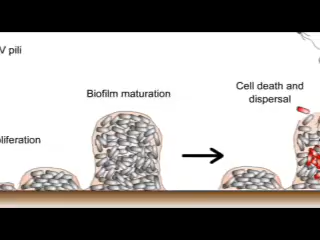 V pili
Biofilm maturation
Cell death and
dispersal
liferation